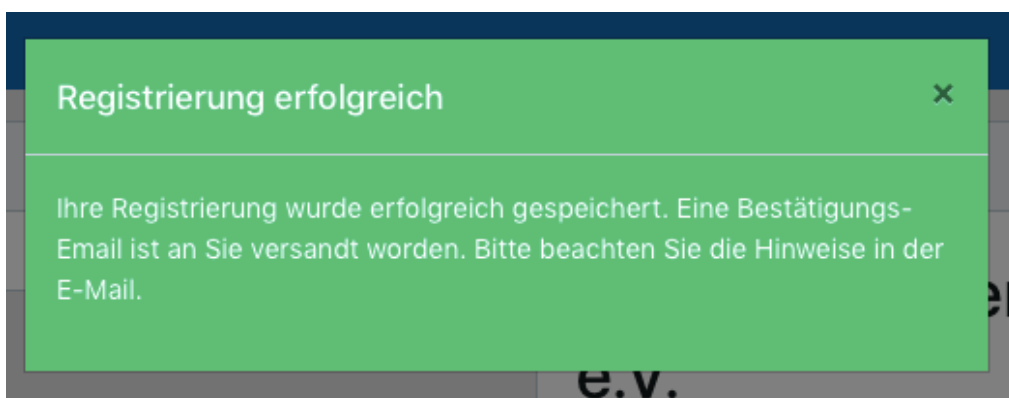 Registrierung erfolgreich ×
Ihre Registrierung wurde erfolgreich gespeichert. Eine Bestätigungs-
Email ist an Sie versandt worden. Bitte beachten Sie die Hinweise in der
E-Mail.
e.V.